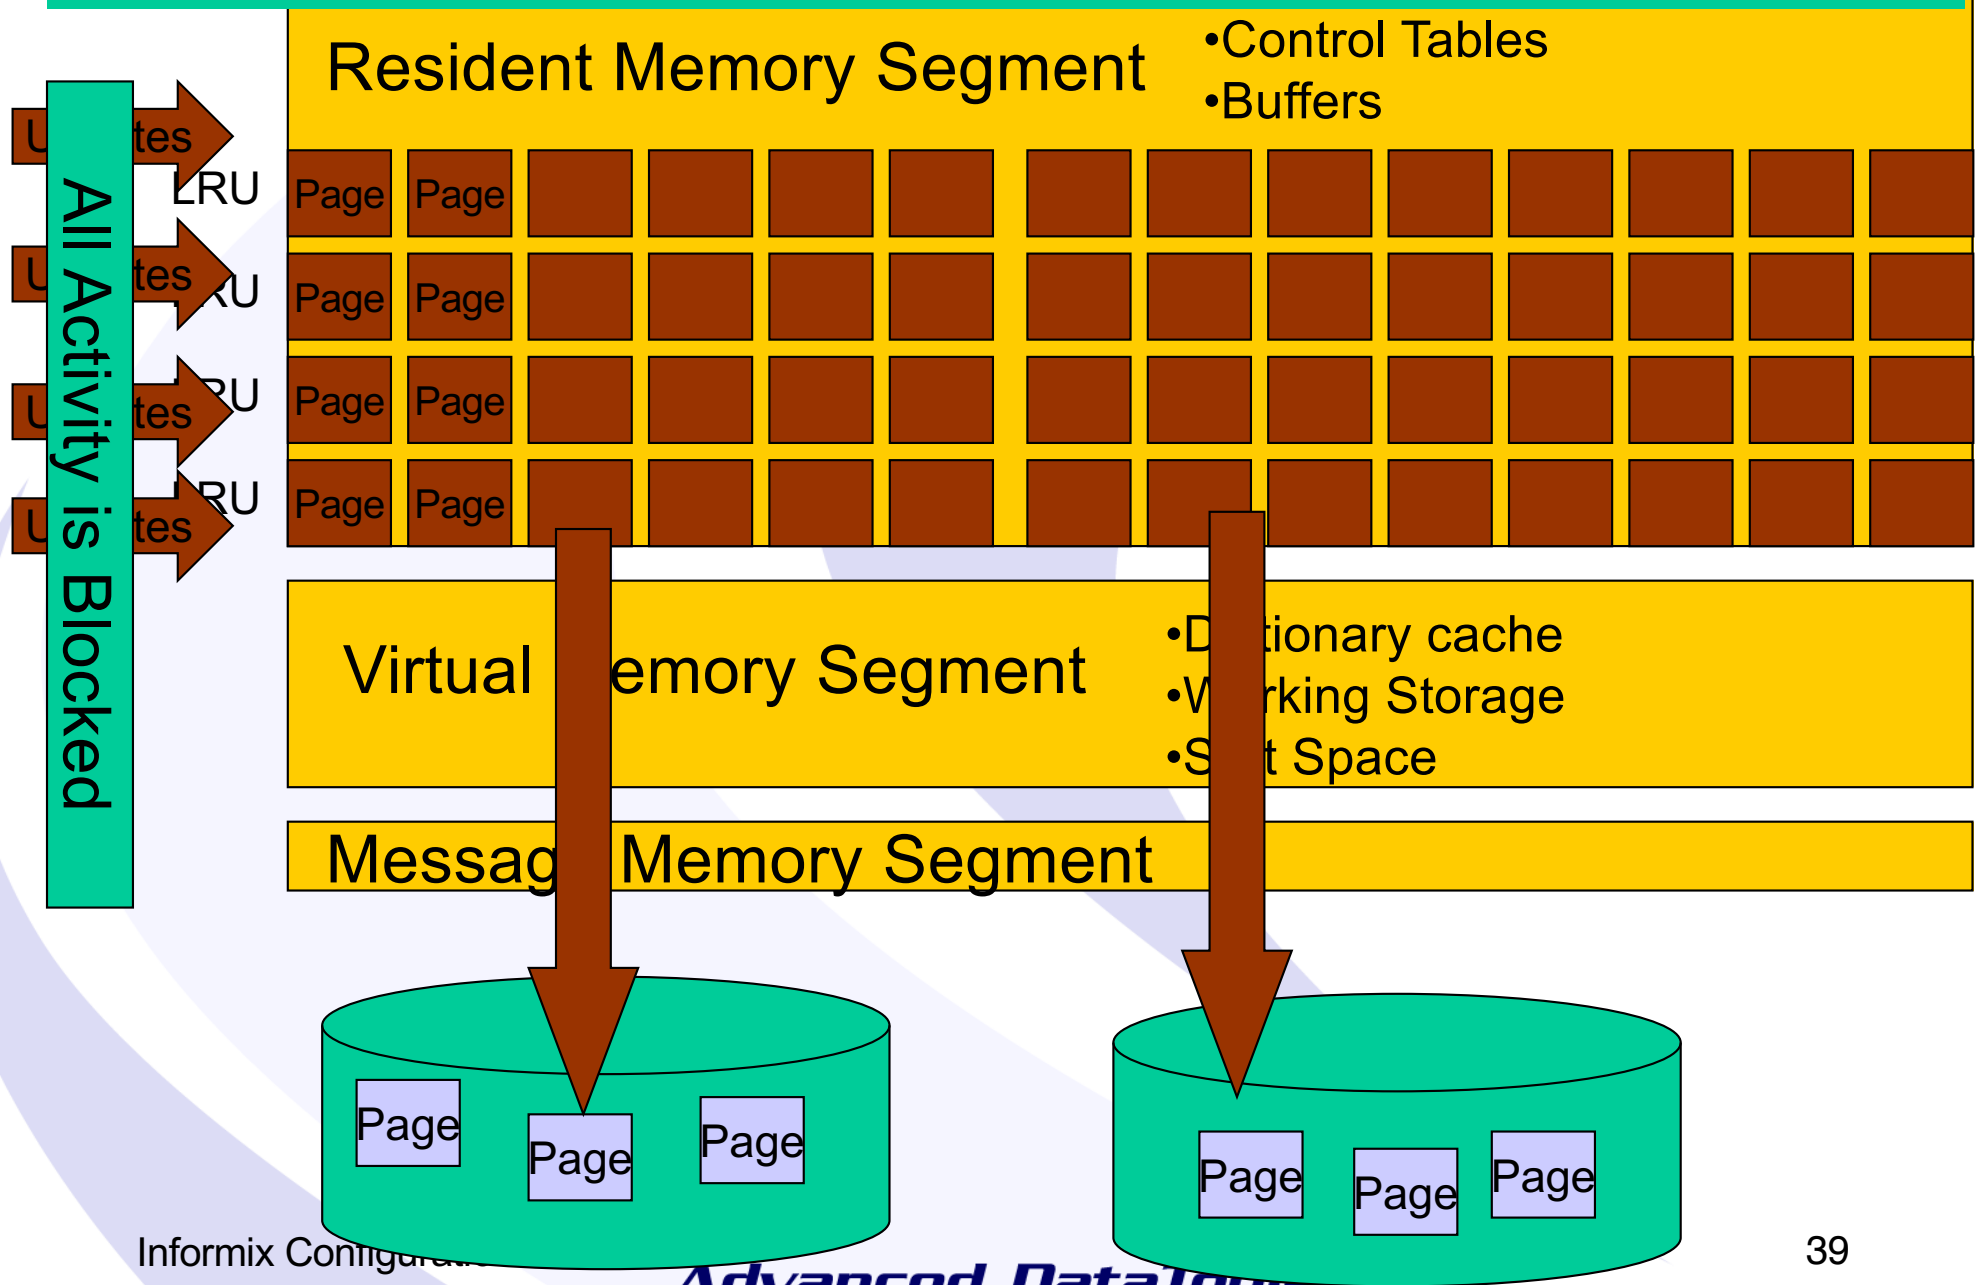 Resident Memory Segment
•Control Tables
•Buffers
LRU Page Page
Page Page
Page Page
Page Page
All Activity is Blocked
Virtual emory Segment
•D tionary cache
•W rking Storage
•S t Space
Messag Memory Segment
Page Page Page
Page Page Page
Informix
39
Advanced